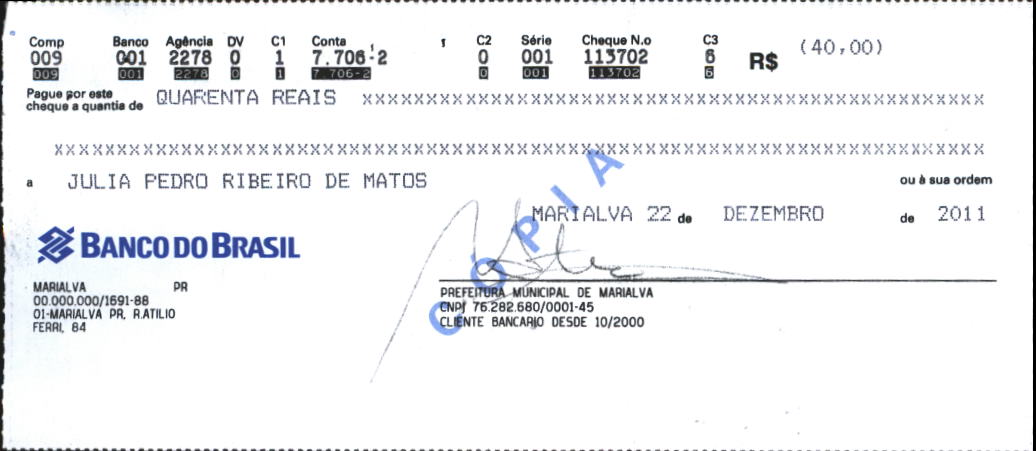 Comp Banco Agência DV C1 Conta C2 Série Cheque N.o C3
009 001 2278 0 1 7.706-2 0 001 113702 6 R$ (40,00)
009 001 2278 0 1 7.706-2 0 001 113702 6
Pague por este
cheque a quantia de QUARENTA REAIS XXXXXXXXXXXXXXXXXXXXXXXXXXXXXXXXXXXXXXXXXXXXXXXXXXXX
XXXXXXXXXXXXXXXXXXXXXXXXXXXXXXXXXXXXXXXXXXXXXXXXXXXXXXXXXXXXXXXXXXXXXXXXXXXXXX
a JULIA PEDRO RIBEIRO DE MATOS ou à sua ordem
MARIALVA 22 de DEZEMBRO de 2011
CÓPIA
BANCO DO BRASIL
MARIALVA PR
00.000.000/1691-88
01-MARIALVA PR. R.ATILIO
FERRI, 84
PREFEITURA MUNICIPAL DE MARIALVA
CNPJ 76.282.680/0001-45
CLIENTE BANCARIO DESDE 10/2000